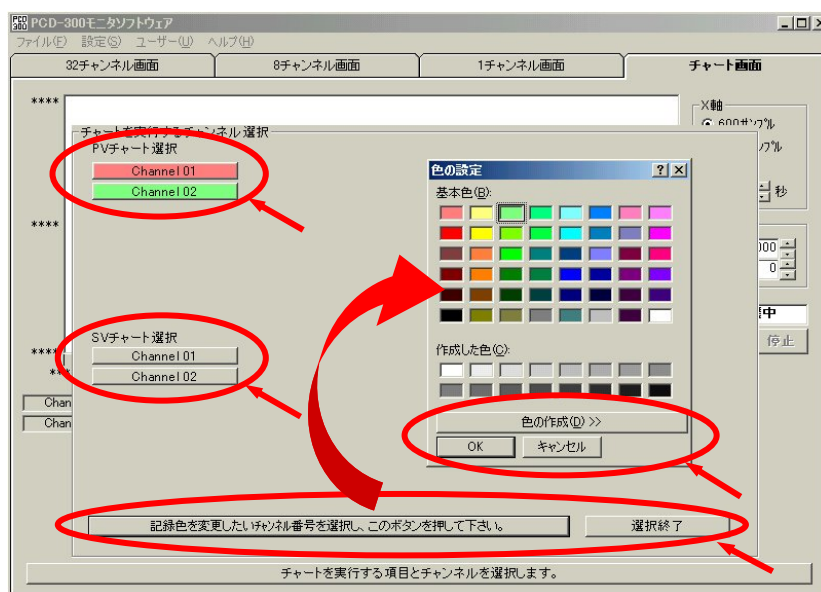 PCD-300モニタソフトウェア
ファイル(F) 設定(S) ユーザー(U) ヘルプ(H)
32チャンネル画面 8チャンネル画面 1チャンネル画面 チャート画面
****
X軸
600サンプル
チャートを実行するチャンネル選択
PVチャート選択
Channel 01
Channel 02
色の設定
基本色(B):
秒
****
0
SVチャート選択
Channel 01
Channel 02
作成した色(C):
停止
****
Chan
Chan
色の作成(D) >>
OK キャンセル
記録色を変更したいチャンネル番号を選択し、このボタンを押して下さい。 選択終了
チャートを実行する項目とチャンネルを選択します。